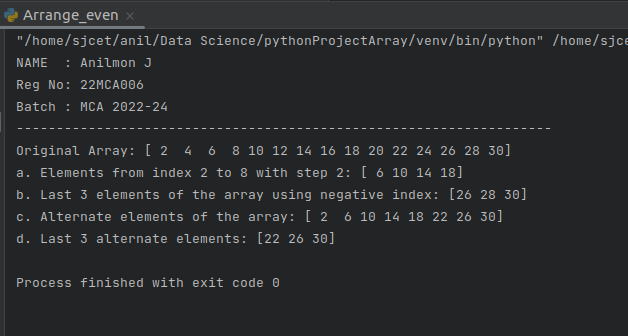 Arrange_even ×
"/home/sjcet/anil/Data Science/pythonProjectArray/venv/bin/python" /home/sjce
NAME  : Anilmon J
Reg No: 22MCA006
Batch : MCA 2022-24
-------------------------------------------------------------------
Original Array: [ 2  4  6  8 10 12 14 16 18 20 22 24 26 28 30]
a. Elements from index 2 to 8 with step 2: [ 6 10 14 18]
b. Last 3 elements of the array using negative index: [26 28 30]
c. Alternate elements of the array: [ 2  6 10 14 18 22 26 30]
d. Last 3 alternate elements: [22 26 30]
Process finished with exit code 0